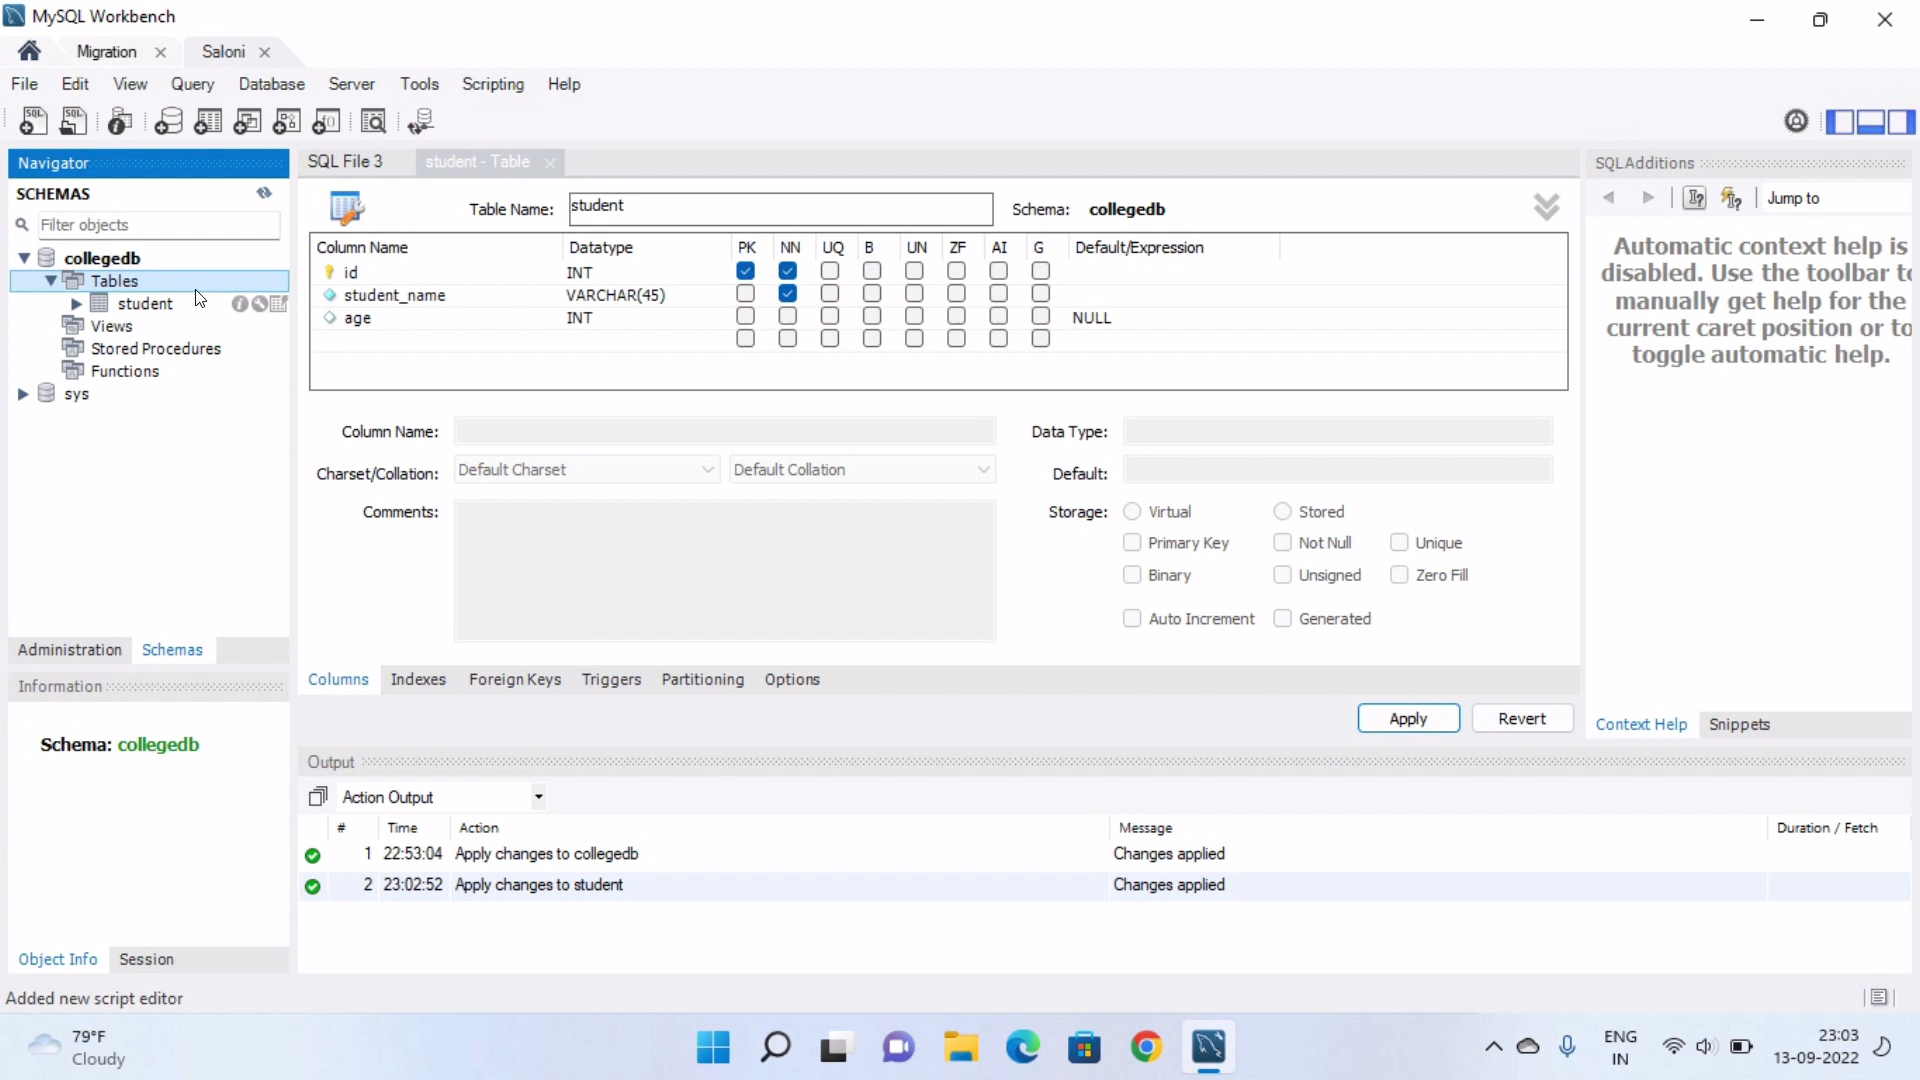 MySQL Workbench
Migration
Saloni
File Edit View Query Database Server Tools Scripting Help
Navigator
SCHEMAS
Filter objects
collegedb
Tables
student
Views
Stored Procedures
Functions
sys
Administration Schemas
Information
Schema: collegedb
Object Info Session
SQL File 3
student - Table
Table Name: student Schema: collegedb
Column Name Datatype PK NN UQ B UN ZF AI G Default/Expression
id INT
student_name VARCHAR(45)
age INT NULL
Column Name: Data Type:
Charset/Collation: Default Charset Default Collation Default:
Comments: Storage: Virtual Stored
Primary Key Not Null Unique
Binary Unsigned Zero Fill
Auto Increment Generated
Columns Indexes Foreign Keys Triggers Partitioning Options
Apply Revert
SQLAdditions
Jump to
Automatic context help is
disabled. Use the toolbar to
manually get help for the
current caret position or to
toggle automatic help.
Context Help Snippets
Output
Action Output
# Time Action Message Duration / Fetch
1 22:53:04 Apply changes to collegedb Changes applied
2 23:02:52 Apply changes to student Changes applied
Added new script editor
79°F
Cloudy
ENG
IN
23:03
13-09-2022